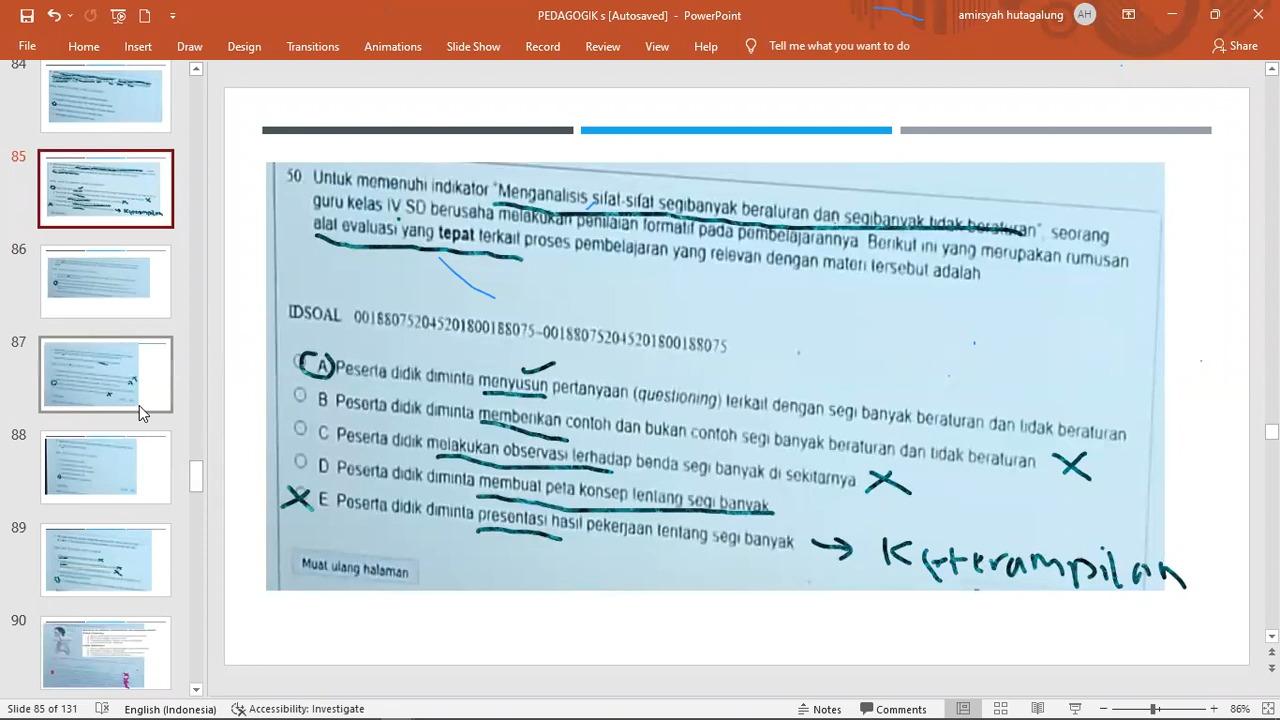 PEDAGOGIK s [Autosaved] - PowerPoint
amirsyah hutagalung
AH
File Home Insert Draw Design Transitions Animations Slide Show Record Review View Help Tell me what you want to do Share
84
85
86
87
88
89
90
50 Untuk memenuhi indikator "Menganalisis sifat-sifat segibanyak beraturan dan segibanyak tidak beraturan", seorang
guru kelas IV SD berusaha melakukan penilaian formatif pada pembelajarannya Berikut ini yang merupakan rumusan
alat evaluasi yang tepat terkait proses pembelajaran yang relevan dengan materi tersebut adalah
IDSOAL 001880752045201800188075-001880752045201800188075
A Peserta didik diminta menyusun pertanyaan (questioning) terkait dengan segi banyak beraturan dan tidak beraturan
B Peserta didik diminta memberikan contoh dan bukan contoh segi banyak beraturan dan tidak beraturan
C Peserta didik melakukan observasi terhadap benda segi banyak di sekitarnya
D Peserta didik diminta membuat peta konsep tentang segi banyak
E Peserta didik diminta presentasi hasil pekerjaan tentang segi banyak → Keterampilan
Muat ulang halaman
Slide 85 of 131 English (Indonesia) Accessibility: Investigate Notes Comments 86%